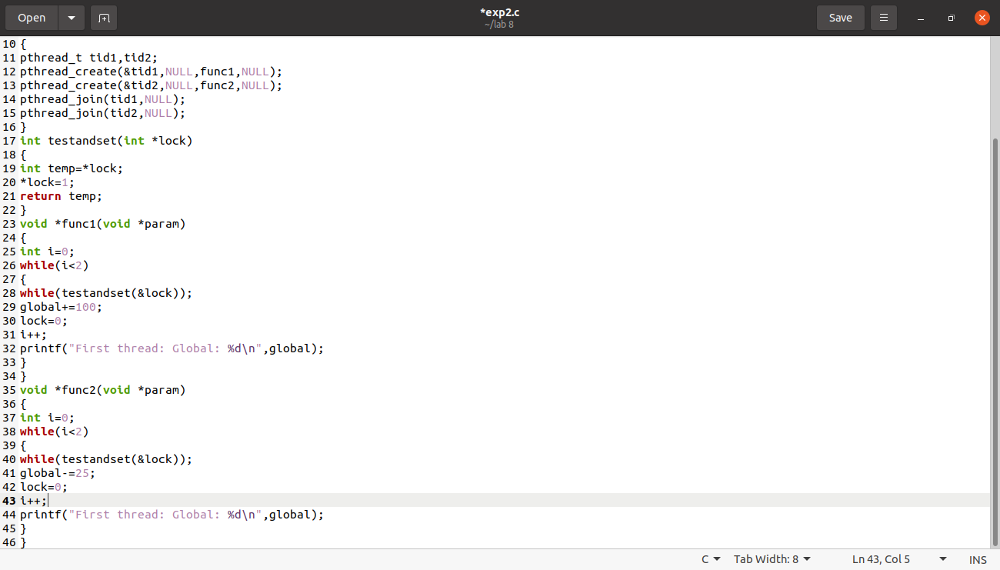 Open
*exp2.c
~/lab 8
Save
10 {
11 pthread_t tid1,tid2;
12 pthread_create(&tid1,NULL,func1,NULL);
13 pthread_create(&tid2,NULL,func2,NULL);
14 pthread_join(tid1,NULL);
15 pthread_join(tid2,NULL);
16 }
17 int testandset(int *lock)
18 {
19 int temp=*lock;
20 *lock=1;
21 return temp;
22 }
23 void *func1(void *param)
24 {
25 int i=0;
26 while(i<2)
27 {
28 while(testandset(&lock));
29 global+=100;
30 lock=0;
31 i++;
32 printf("First thread: Global: %d\n",global);
33 }
34 }
35 void *func2(void *param)
36 {
37 int i=0;
38 while(i<2)
39 {
40 while(testandset(&lock));
41 global-=25;
42 lock=0;
43 i++;
44 printf("First thread: Global: %d\n",global);
45 }
46 }
C
Tab Width: 8
Ln 43, Col 5
INS